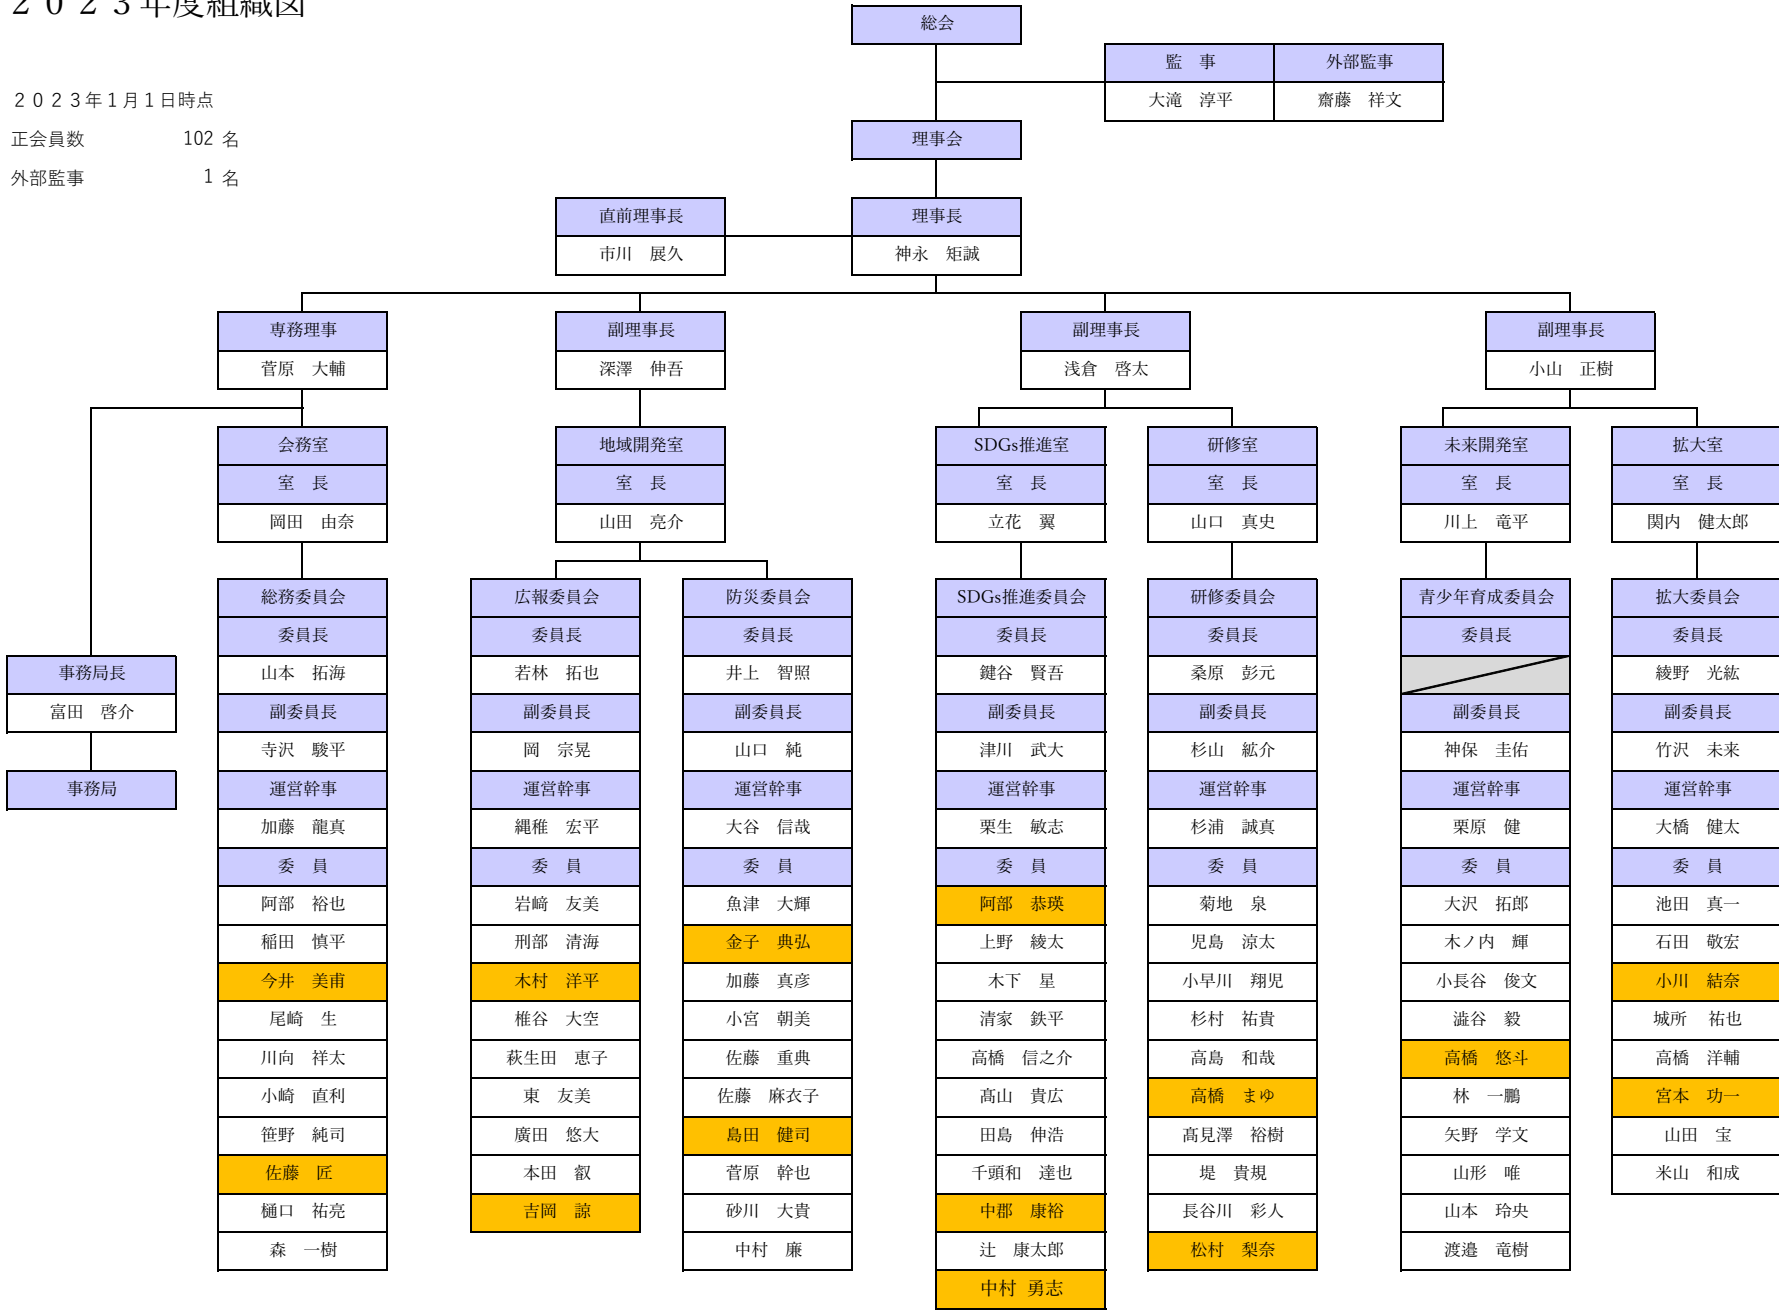 ２０２３年度組織図
２０２３年１月１日時点
正会員数 102 名
外部監事 1 名
総会
監　事 外部監事
大滝　淳平 齋藤　祥文
理事会
直前理事長 理事長
市川　展久 神永　矩誠
専務理事 副理事長 副理事長 副理事長
菅原　大輔 深澤　伸吾 浅倉　啓太 小山　正樹
会務室 地域開発室 SDGs推進室 研修室 未来開発室 拡大室
室　長 室　長 室　長 室　長 室　長 室　長
岡田　由奈 山田　亮介 立花　翼 山口　真史 川上　竜平 関内　健太郎
事務局長
富田　啓介
事務局
総務委員会
委員長
山本　拓海
副委員長
寺沢　駿平
運営幹事
加藤　龍真
委　員
阿部　裕也
稲田　慎平
今井　美甫
尾崎　生
川向　祥太
小崎　直利
笹野　純司
佐藤　匠
樋口　祐亮
森　一樹
広報委員会
委員長
若林　拓也
副委員長
岡　宗晃
運営幹事
縄稚　宏平
委　員
岩﨑　友美
刑部　清海
木村　洋平
椎谷　大空
萩生田　恵子
東　友美
廣田　悠大
本田　叡
吉岡　諒
防災委員会
委員長
井上　智照
副委員長
山口　純
運営幹事
大谷　信哉
委　員
魚津　大輝
金子　典弘
加藤　真彦
小宮　朝美
佐藤　重典
佐藤　麻衣子
島田　健司
菅原　幹也
砂川　大貴
中村　廉
SDGs推進委員会
委員長
鍵谷　賢吾
副委員長
津川　武大
運営幹事
栗生　敏志
委　員
阿部　恭瑛
上野　綾太
木下　星
清家　鉄平
高橋　信之介
髙山　貴広
田島　伸浩
千頭和　達也
中郡　康裕
辻　康太郎
中村 勇志
研修委員会
委員長
桑原　彭元
副委員長
杉山　紘介
運営幹事
杉浦　誠真
委　員
菊地　泉
児島　涼太
小早川　翔児
杉村　祐貴
高島　和哉
高橋　まゆ
髙見澤　裕樹
堤　貴規
長谷川　彩人
松村　梨奈
青少年育成委員会
委員長
副委員長
神保　圭佑
運営幹事
栗原　健
委　員
大沢　拓郎
木ノ内　輝
小長谷　俊文
澁谷　毅
高橋　悠斗
林　一鵬
矢野　学文
山形　唯
山本　玲央
渡邉　竜樹
拡大委員会
委員長
綾野　光紘
副委員長
竹沢　未来
運営幹事
大橋　健太
委　員
池田　真一
石田　敬宏
小川　結奈
城所　祐也
高橋　洋輔
宮本　功一
山田　宝
米山　和成